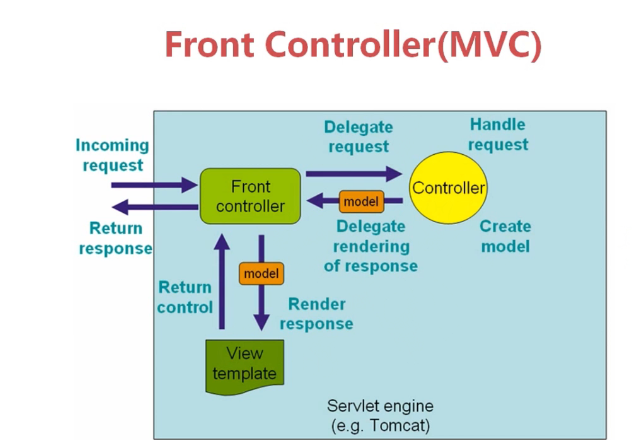 Front Controller(MVC)
Incoming
request
Return
response
Front
controller
Delegate
request
Handle
request
Controller
model
Delegate
rendering
of response
Create
model
model
Return
control
Render
response
View
template
Servlet engine
(e.g. Tomcat)